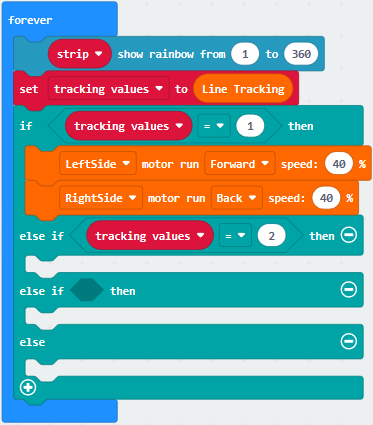 forever
strip show rainbow from 1 to 360
set tracking values to Line Tracking
if tracking values = 1 then
LeftSide motor run Forward speed: 40 %
RightSide motor run Back speed: 40 %
else if tracking values = 2 then
else if then
else